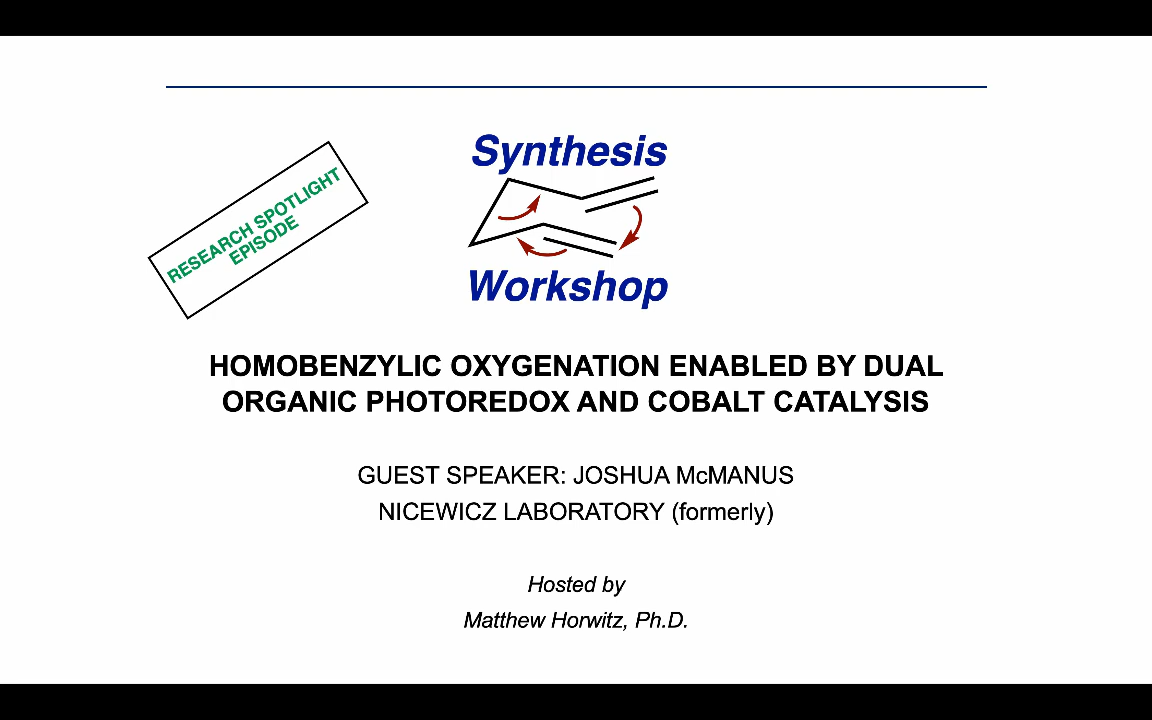 Synthesis
RESEARCH SPOTLIGHT
EPISODE
Workshop
HOMOBENZYLIC OXYGENATION ENABLED BY DUAL
ORGANIC PHOTOREDOX AND COBALT CATALYSIS
GUEST SPEAKER: JOSHUA McMANUS
NICEWICZ LABORATORY (formerly)
Hosted by
Matthew Horwitz, Ph.D.